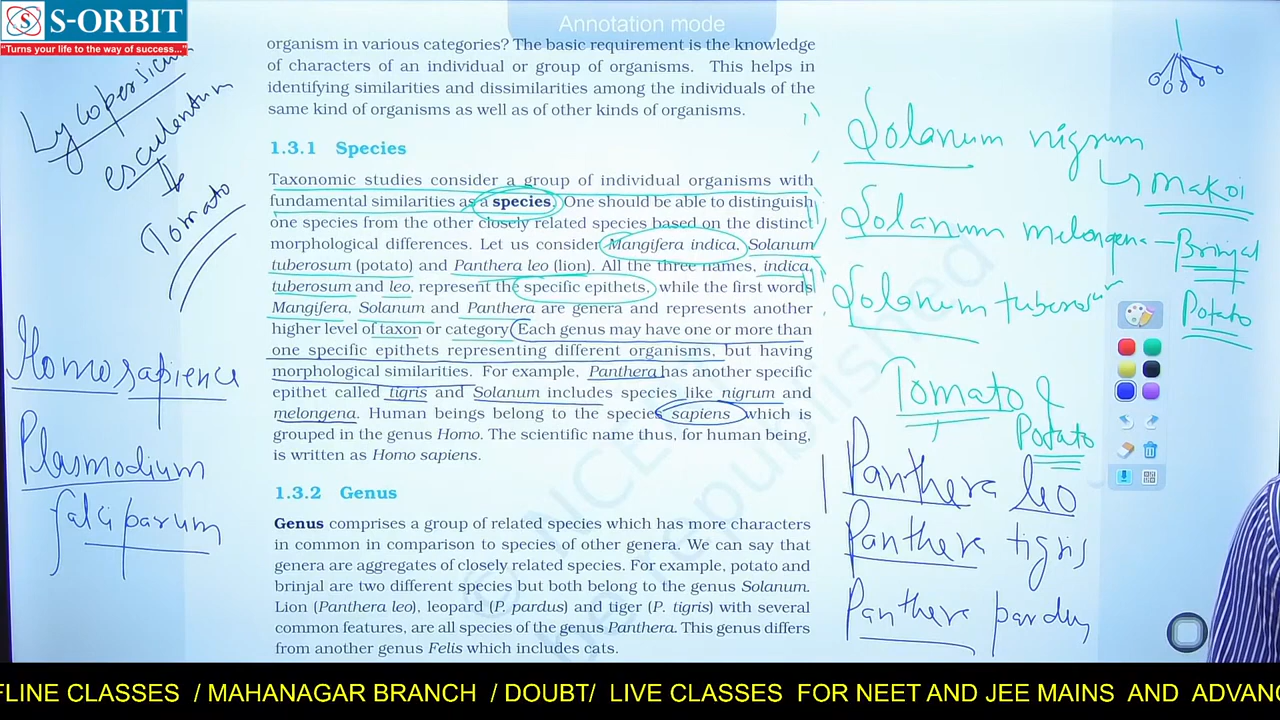 S-ORBIT
"Turns your life to the way of success..."
Annotation mode
organism in various categories? The basic requirement is the knowledge
of characters of an individual or group of organisms. This helps in
identifying similarities and dissimilarities among the individuals of the
same kind of organisms as well as of other kinds of organisms.
1.3.1 Species
Taxonomic studies consider a group of individual organisms with
fundamental similarities as a species. One should be able to distinguish
one species from the other closely related species based on the distinct
morphological differences. Let us consider Mangifera indica, Solanum
tuberosum (potato) and Panthera leo (lion). All the three names, indica,
tuberosum and leo, represent the specific epithets, while the first words
Mangifera, Solanum and Panthera are genera and represents another
higher level of taxon or category. Each genus may have one or more than
one specific epithets representing different organisms, but having
morphological similarities. For example, Panthera has another specific
epithet called tigris and Solanum includes species like nigrum and
melongena. Human beings belong to the species sapiens which is
grouped in the genus Homo. The scientific name thus, for human being,
is written as Homo sapiens.
1.3.2 Genus
Genus comprises a group of related species which has more characters
in common in comparison to species of other genera. We can say that
genera are aggregates of closely related species. For example, potato and
brinjal are two different species but both belong to the genus Solanum.
Lion (Panthera leo), leopard (P. pardus) and tiger (P. tigris) with several
common features, are all species of the genus Panthera. This genus differs
from another genus Felis which includes cats.
Lycopersicum
esculentum
Tomato
Homo sapience
Plasmodium
falciparum
Solanum nigrum
Makoi
Solanum melongena - Brinjal
Solanum tuberosum
Potato
Tomato &
Potato
Panthera leo
Panthera tigris
Panthera pardus
FLINE CLASSES / MAHANAGAR BRANCH / DOUBT/ LIVE CLASSES FOR NEET AND JEE MAINS AND ADVANC